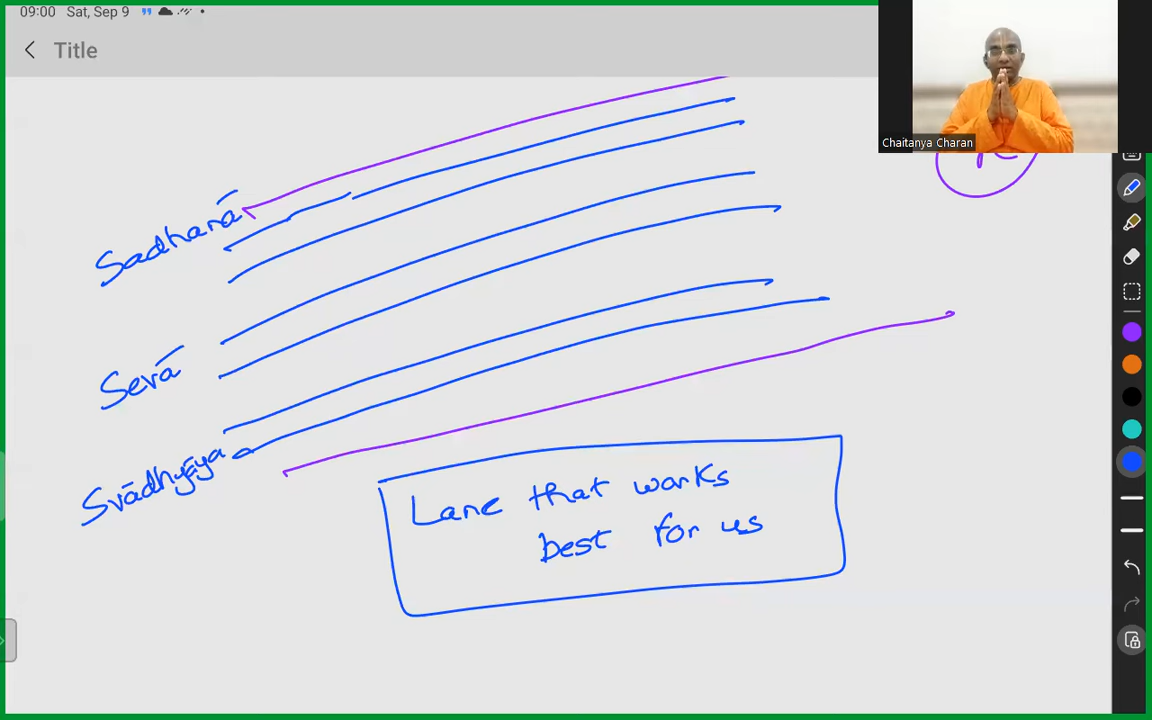 09:00 Sat, Sep 9
Title
Chaitanya Charan
Sadhanā
Sevā
Svādhyāya
Lane that works
best for us